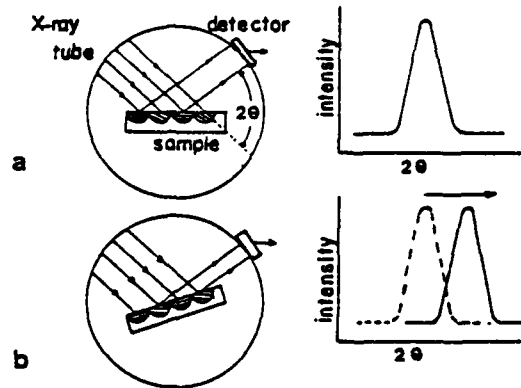 X-ray
tube
detector
2θ
sample
a
intensity
2θ
b
intensity
2θ